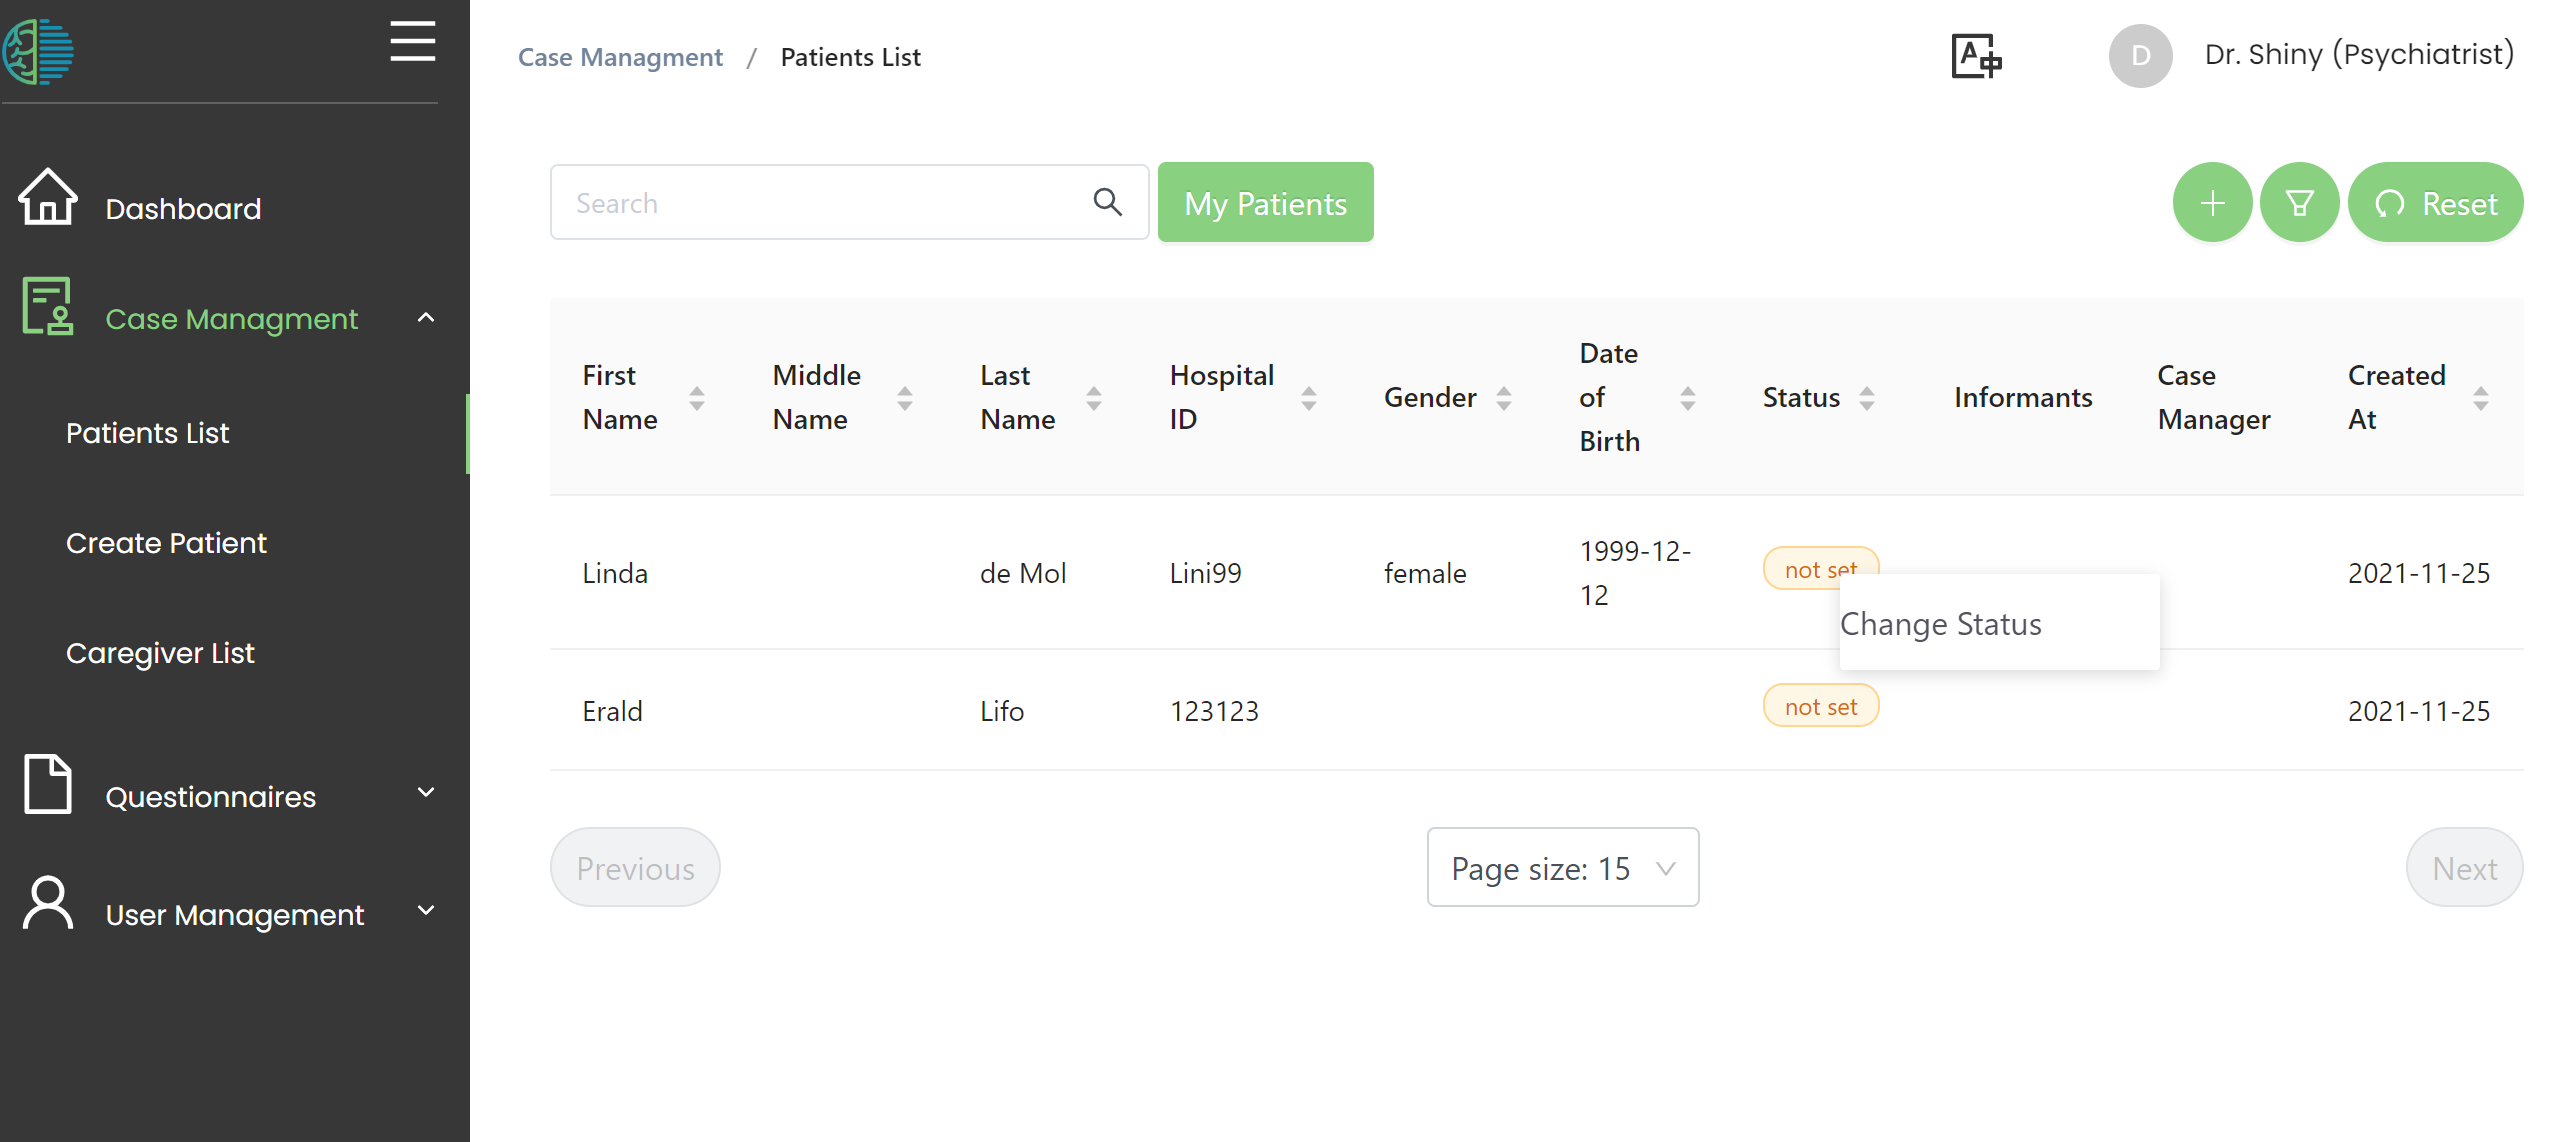 Case Managment / Patients List
A
D
Dr. Shiny (Psychiatrist)
Dashboard
Case Managment
Patients List
Create Patient
Caregiver List
Questionnaires
User Management
Search
My Patients
Reset
First Name
Middle Name
Last Name
Hospital ID
Gender
Date of Birth
Status
Informants
Case Manager
Created At
Linda de Mol Lini99 female 1999-12-12 not set 2021-11-25
Change Status
Erald Lifo 123123 not set 2021-11-25
Previous
Page size: 15
Next